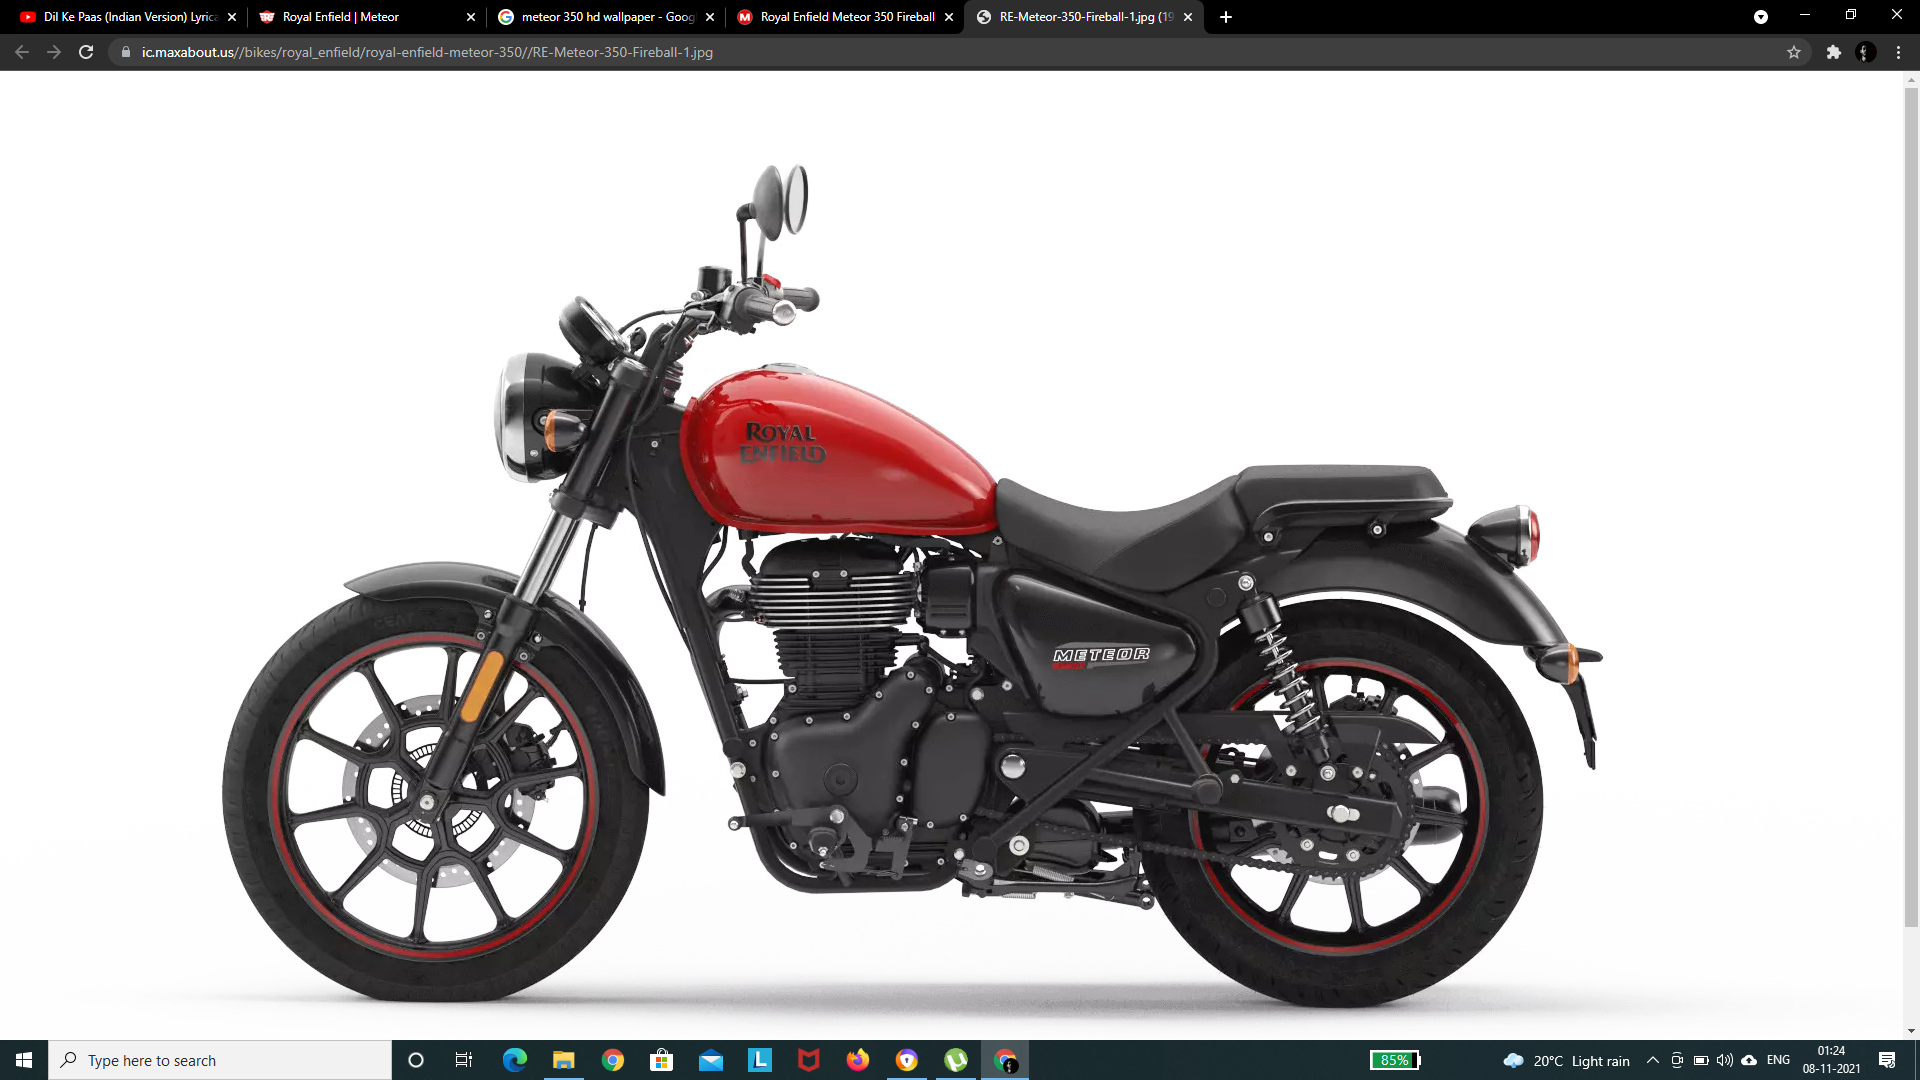 Dil Ke Paas (Indian Version) Lyrica
Royal Enfield | Meteor
meteor 350 hd wallpaper - Goog
Royal Enfield Meteor 350 Fireball
RE-Meteor-350-Fireball-1.jpg (19
ic.maxabout.us//bikes/royal_enfield/royal-enfield-meteor-350//RE-Meteor-350-Fireball-1.jpg
ROYAL
ENFIELD
CEAT
METEOR
Type here to search
85%
20°C Light rain
ENG
01:24
08-11-2021